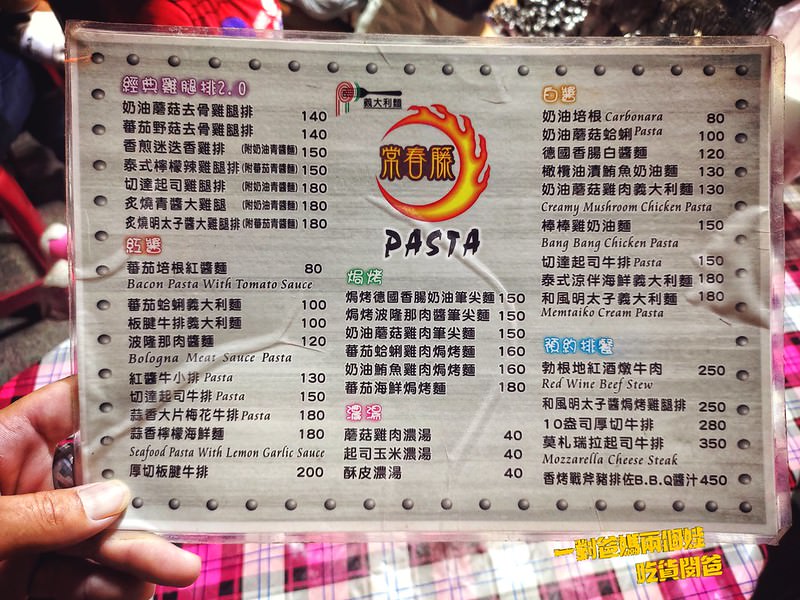 經典雞腿排2.0
奶油蘑菇去骨雞腿排 140
蕃茄野菇去骨雞腿排 140
香煎迷迭香雞排 (附奶油青醬麵) 150
泰式檸檬辣雞腿排 (附蕃茄青醬麵) 150
切達起司雞腿排 (附奶油青醬麵) 180
炙燒青醬大雞腿 (附奶油青醬麵) 180
炙燒明太子醬大雞腿排 (附蕃茄青醬麵) 180
紅醬
蕃茄培根紅醬麵 80
Bacon Pasta With Tomato Sauce
蕃茄蛤蜊義大利麵 100
板腱牛排義大利麵 100
波隆那肉醬麵 120
Bologna Meat Sauce Pasta
紅醬牛小排 Pasta 130
切達起司牛排 Pasta 150
蒜香大片梅花牛排 Pasta 180
蒜香檸檬海鮮麵 180
Seafood Pasta With Lemon Garlic Sauce
厚切板腱牛排 200
義大利麵
常春藤
PASTA
焗烤
焗烤德國香腸奶油筆尖麵 150
焗烤波隆那肉醬筆尖麵 150
奶油蘑菇雞肉筆尖麵 150
蕃茄蛤蜊雞肉焗烤麵 160
奶油鮪魚雞肉焗烤麵 160
蕃茄海鮮焗烤麵 180
濃湯
蘑菇雞肉濃湯 40
起司玉米濃湯 40
酥皮濃湯 40
白醬
奶油培根 Carbonara 80
奶油蘑菇蛤蜊 Pasta 100
德國香腸白醬麵 120
橄欖油漬鮪魚奶油麵 130
奶油蘑菇雞肉義大利麵 130
Creamy Mushroom Chicken Pasta
棒棒雞奶油麵 150
Bang Bang Chicken Pasta
切達起司牛排 Pasta 150
泰式涼伴海鮮義大利麵 180
和風明太子義大利麵 180
Memtaiko Cream Pasta
預約排餐
勃根地紅酒燉牛肉 250
Red Wine Beef Stew
和風明太子醬焗烤雞腿排 250
10盎司厚切牛排 280
莫札瑞拉起司牛排 350
Mozzarella Cheese Steak
香烤戰斧豬排佐B.B.Q醬汁 450
一對爸媽兩個娃
吃貨闆爸